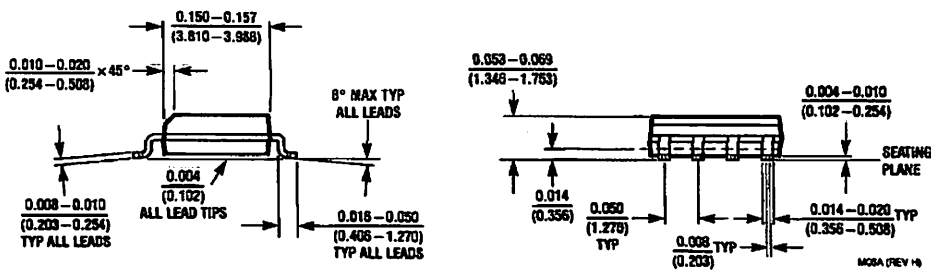 0.150–0.157
(3.810–3.988)
0.010–0.020
(0.254–0.508)
×45°
8° MAX TYP
ALL LEADS
0.004
(0.102)
ALL LEAD TIPS
0.008–0.010
(0.203–0.254)
TYP ALL LEADS
0.016–0.050
(0.406–1.270)
TYP ALL LEADS
0.053–0.069
(1.346–1.753)
0.004–0.010
(0.102–0.254)
SEATING
PLANE
0.014
(0.356)
0.050
(1.270)
TYP
0.014–0.020 TYP
(0.356–0.508)
0.008 TYP
(0.203)
M08A (REV H)